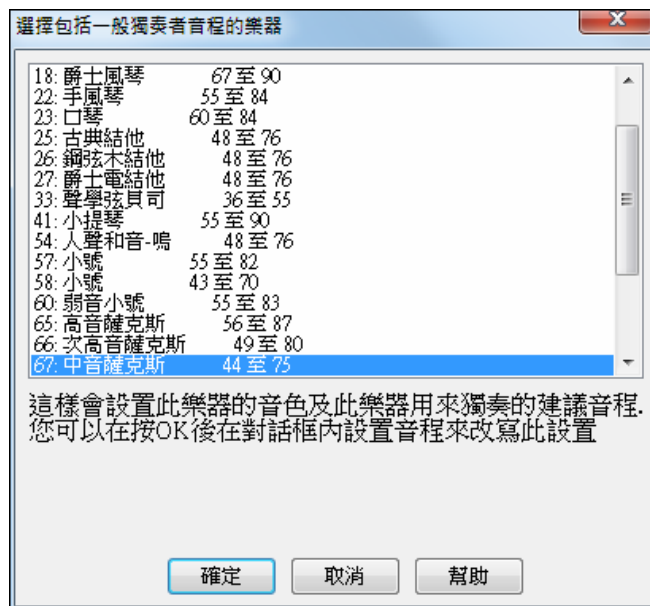 選擇包括一般獨奏者音程的樂器
18: 爵士風琴 67 至 90
22: 手風琴 55 至 84
23: 口琴 60 至 84
25: 古典結他 48 至 76
26: 鋼弦木結他 48 至 76
27: 爵士電結他 48 至 76
33: 聲學弦貝司 36 至 55
41: 小提琴 55 至 90
54: 人聲和音-鳴 48 至 76
57: 小號 55 至 82
58: 小號 43 至 70
60: 弱音小號 55 至 83
65: 高音薩克斯 56 至 87
66: 次高音薩克斯 49 至 80
67: 中音薩克斯 44 至 75
這樣會設置此樂器的音色及此樂器用來獨奏的建議音程.
您可以在按OK後在對話框內設置音程來改寫此設置
確定 取消 幫助